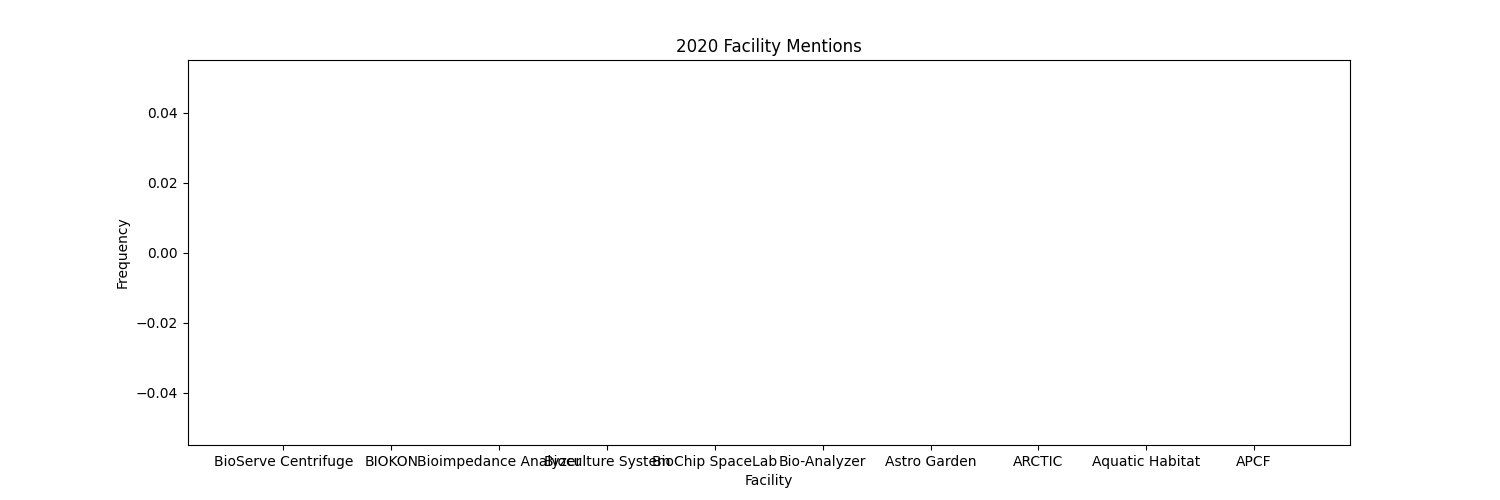 2020 Facility Mentions
0.04
0.02
0.00
−0.02
−0.04
Frequency
BioServe Centrifuge BIOKON Bioimpedance Analyzer Bioculture System BioChip SpaceLab Bio-Analyzer Astro Garden ARCTIC Aquatic Habitat APCF
Facility